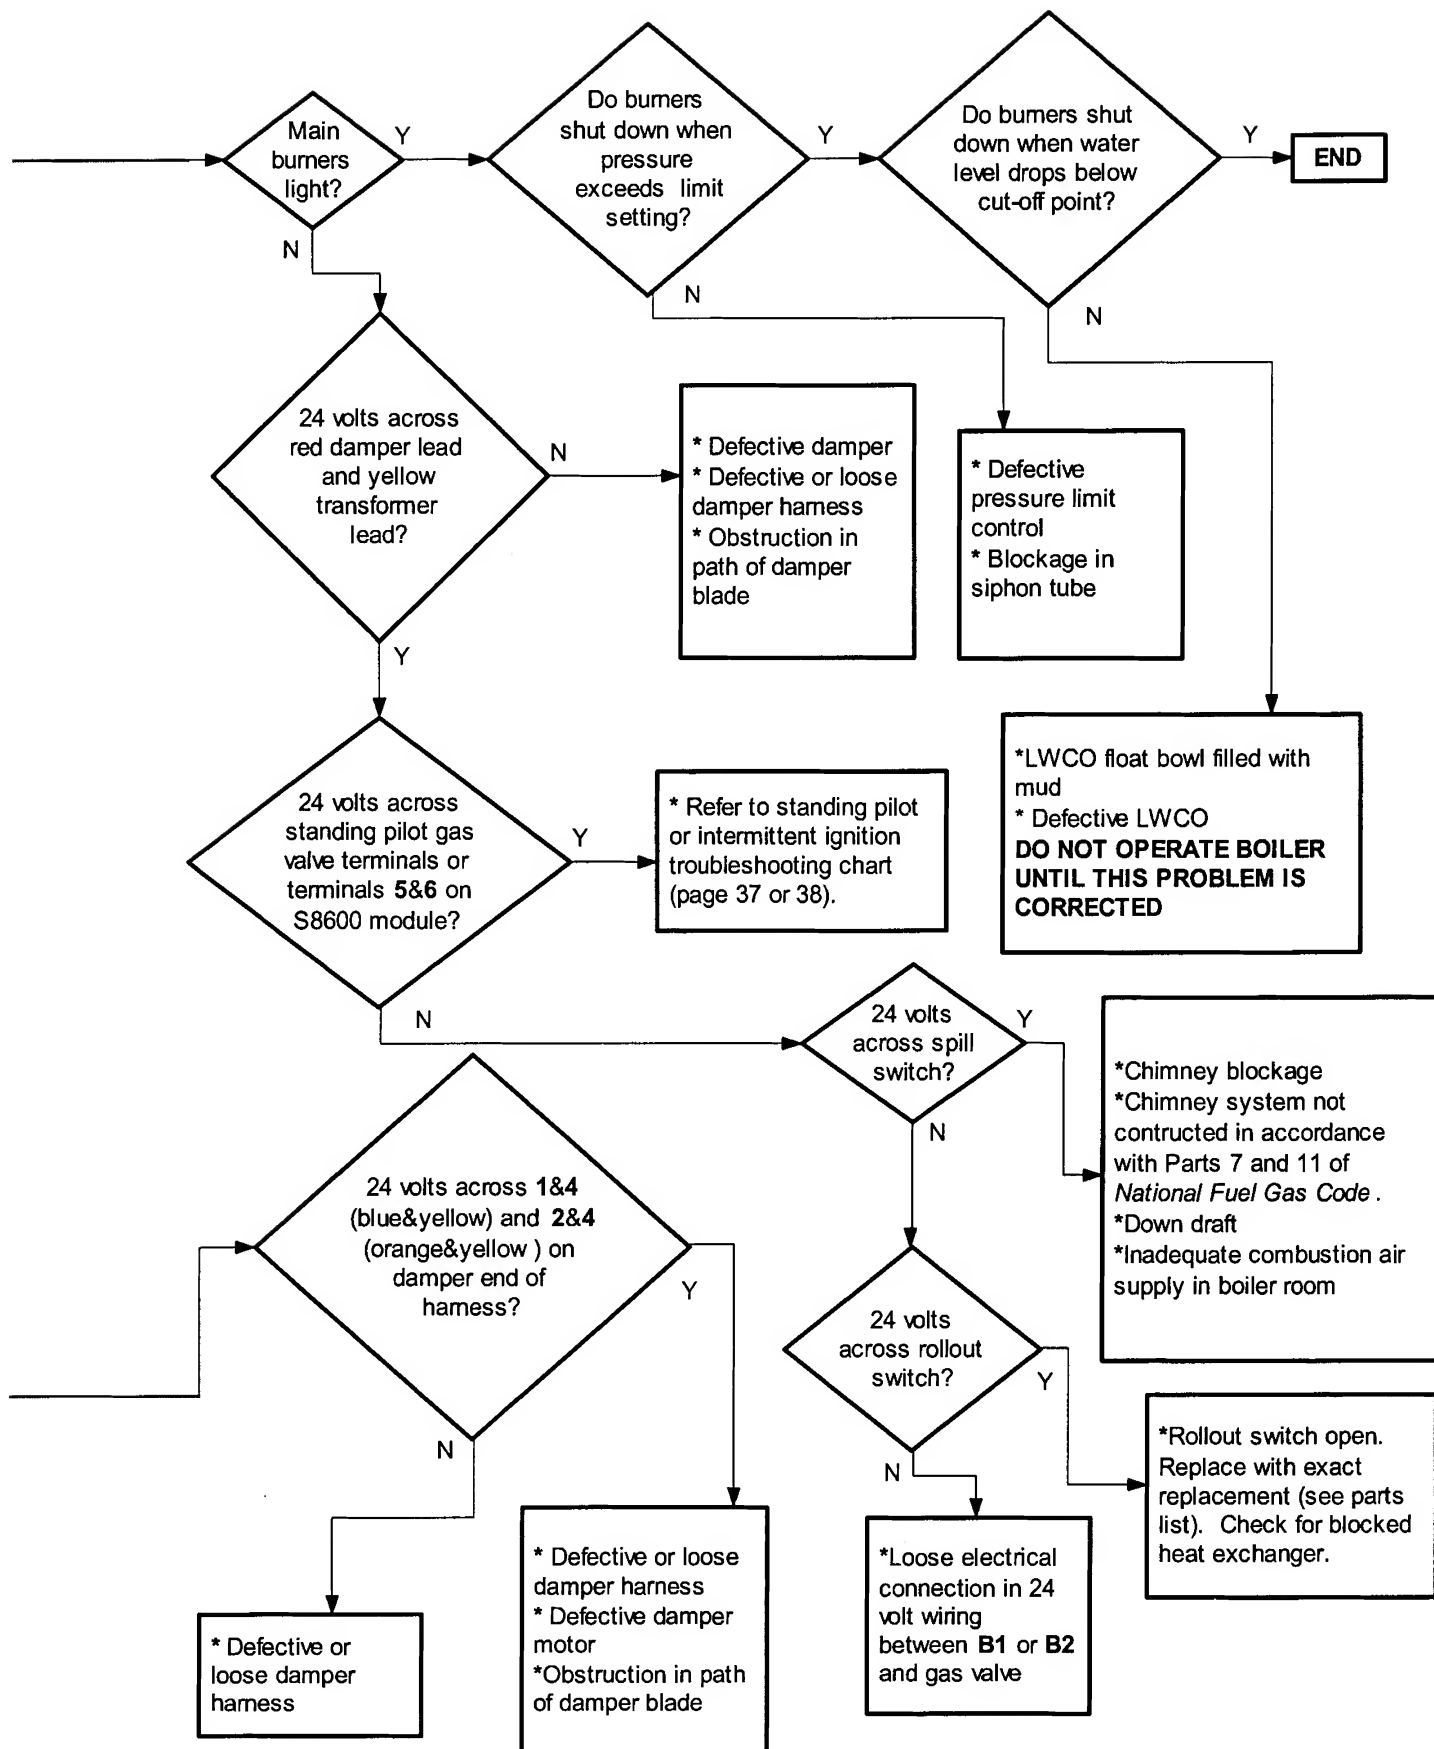 Main
burners
light?
Y
N
Do burners
shut down when
pressure
exceeds limit
setting?
Y
N
Do burners shut
down when water
level drops below
cut-off point?
Y
N
END
24 volts across
red damper lead
and yellow
transformer
lead?
N
Y
* Defective damper
* Defective or loose
damper harness
* Obstruction in
path of damper
blade
* Defective
pressure limit
control
* Blockage in
siphon tube
*LWCO float bowl filled with
mud
* Defective LWCO
DO NOT OPERATE BOILER
UNTIL THIS PROBLEM IS
CORRECTED
24 volts across
standing pilot gas
valve terminals or
terminals 5&6 on
S8600 module?
Y
N
* Refer to standing pilot
or intermittent ignition
troubleshooting chart
(page 37 or 38).
24 volts
across spill
switch?
Y
N
*Chimney blockage
*Chimney system not
contructed in accordance
with Parts 7 and 11 of
National Fuel Gas Code .
*Down draft
*Inadequate combustion air
supply in boiler room
24 volts across 1&4
(blue&yellow) and 2&4
(orange&yellow ) on
damper end of
harness?
Y
N
24 volts
across rollout
switch?
Y
N
*Rollout switch open.
Replace with exact
replacement (see parts
list). Check for blocked
heat exchanger.
* Defective or
loose damper
harness
* Defective or loose
damper harness
* Defective damper
motor
*Obstruction in path
of damper blade
*Loose electrical
connection in 24
volt wiring
between B1 or B2
and gas valve